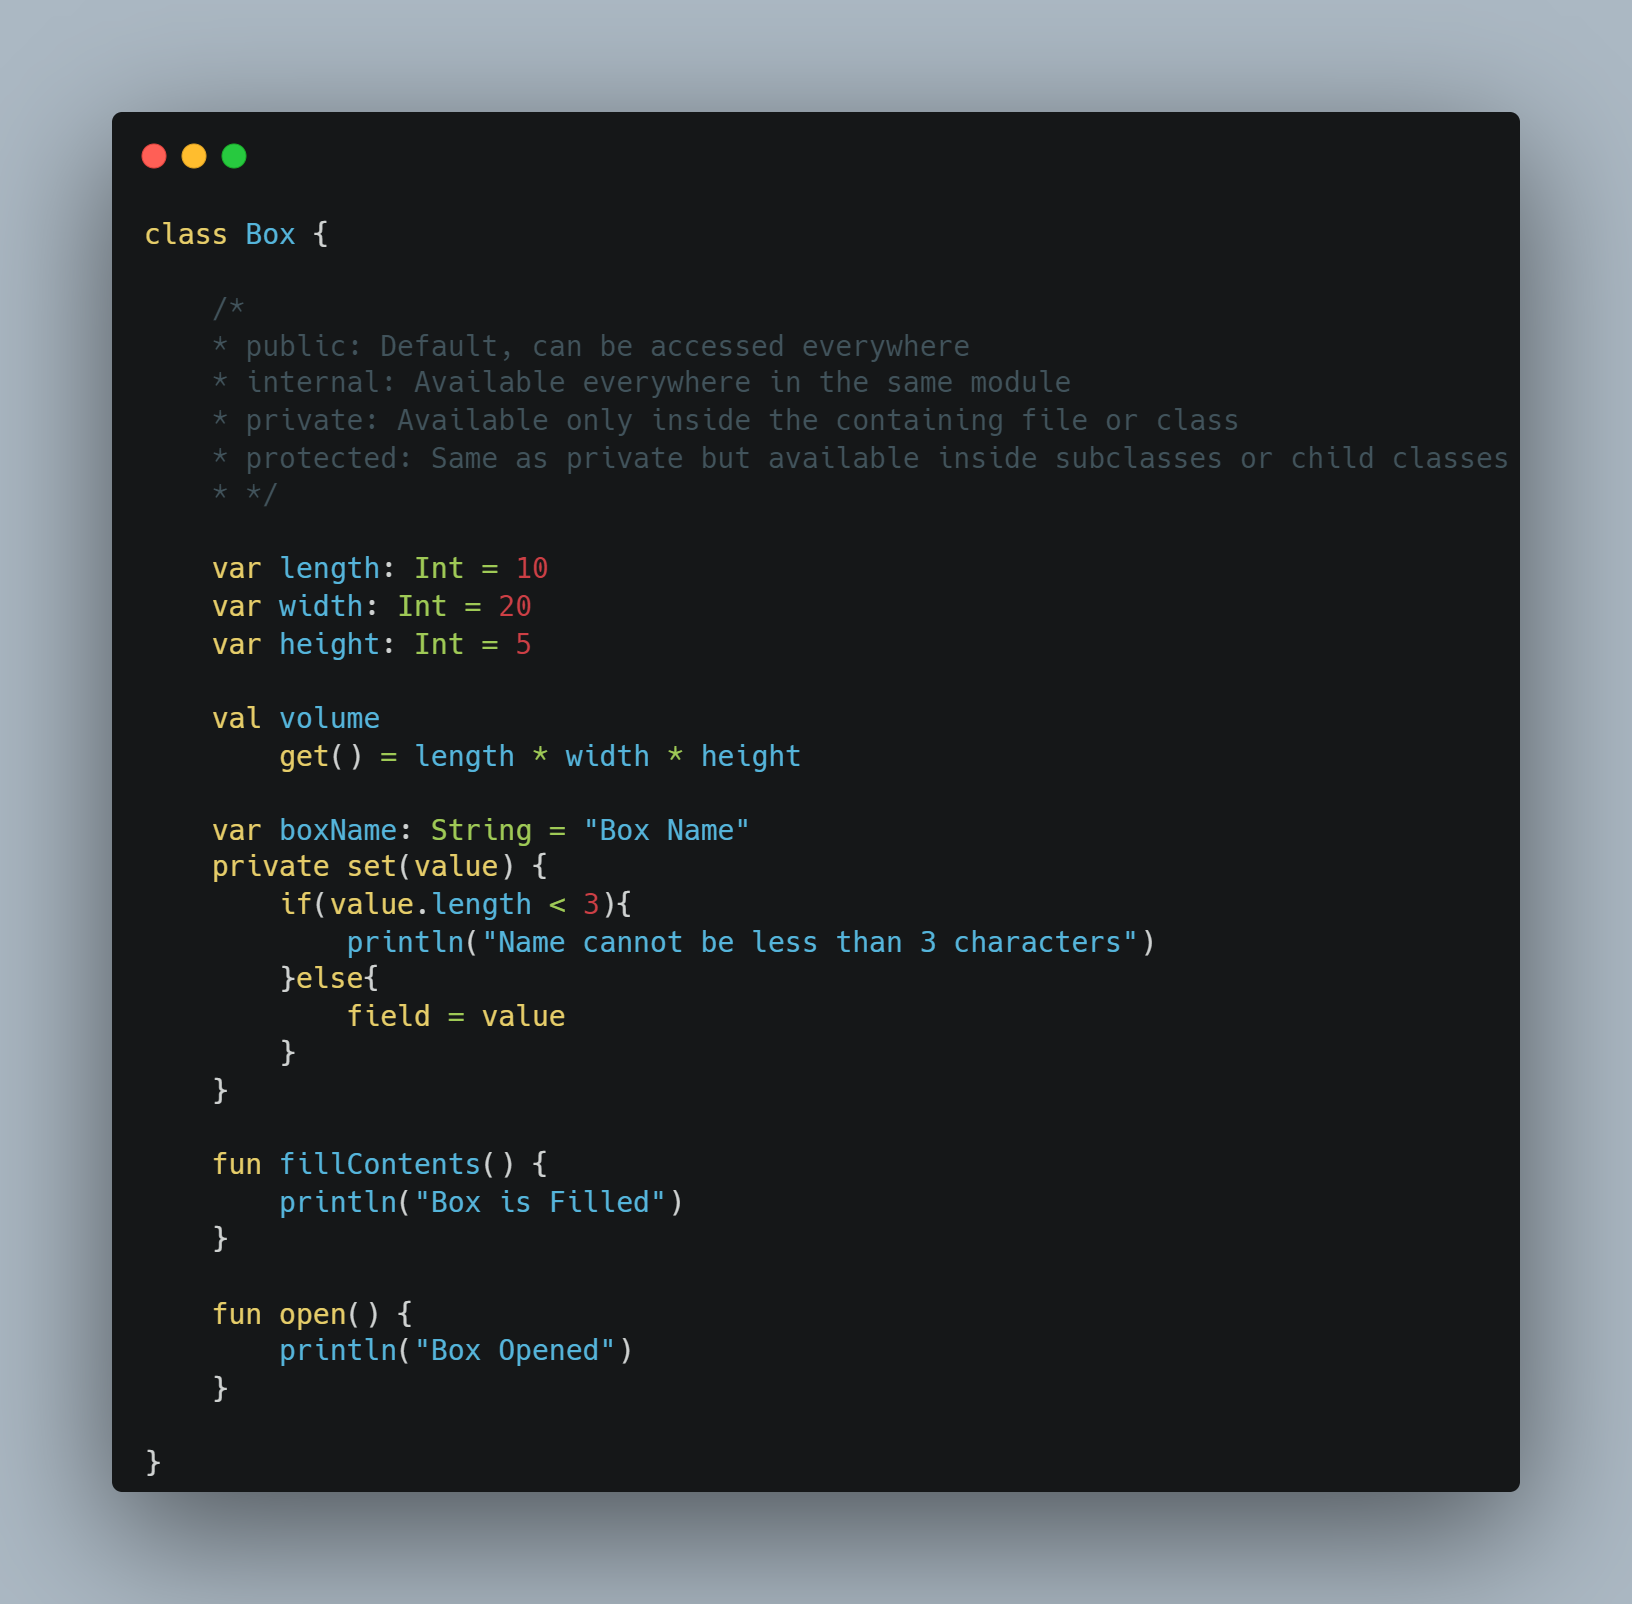 class Box {

    /*
    * public: Default, can be accessed everywhere
    * internal: Available everywhere in the same module
    * private: Available only inside the containing file or class
    * protected: Same as private but available inside subclasses or child classes
    * */

    var length: Int = 10
    var width: Int = 20
    var height: Int = 5

    val volume
        get() = length * width * height

    var boxName: String = "Box Name"
    private set(value) {
        if(value.length < 3){
            println("Name cannot be less than 3 characters")
        }else{
            field = value
        }
    }

    fun fillContents() {
        println("Box is Filled")
    }

    fun open() {
        println("Box Opened")
    }

}